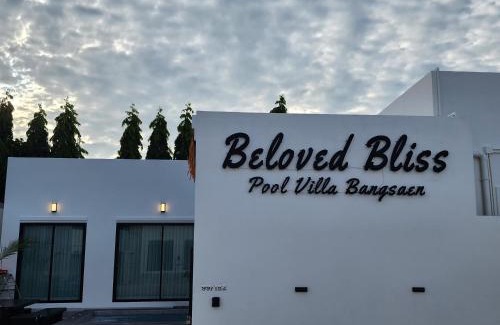 Beloved Bliss
Pool Villa Bangsaen